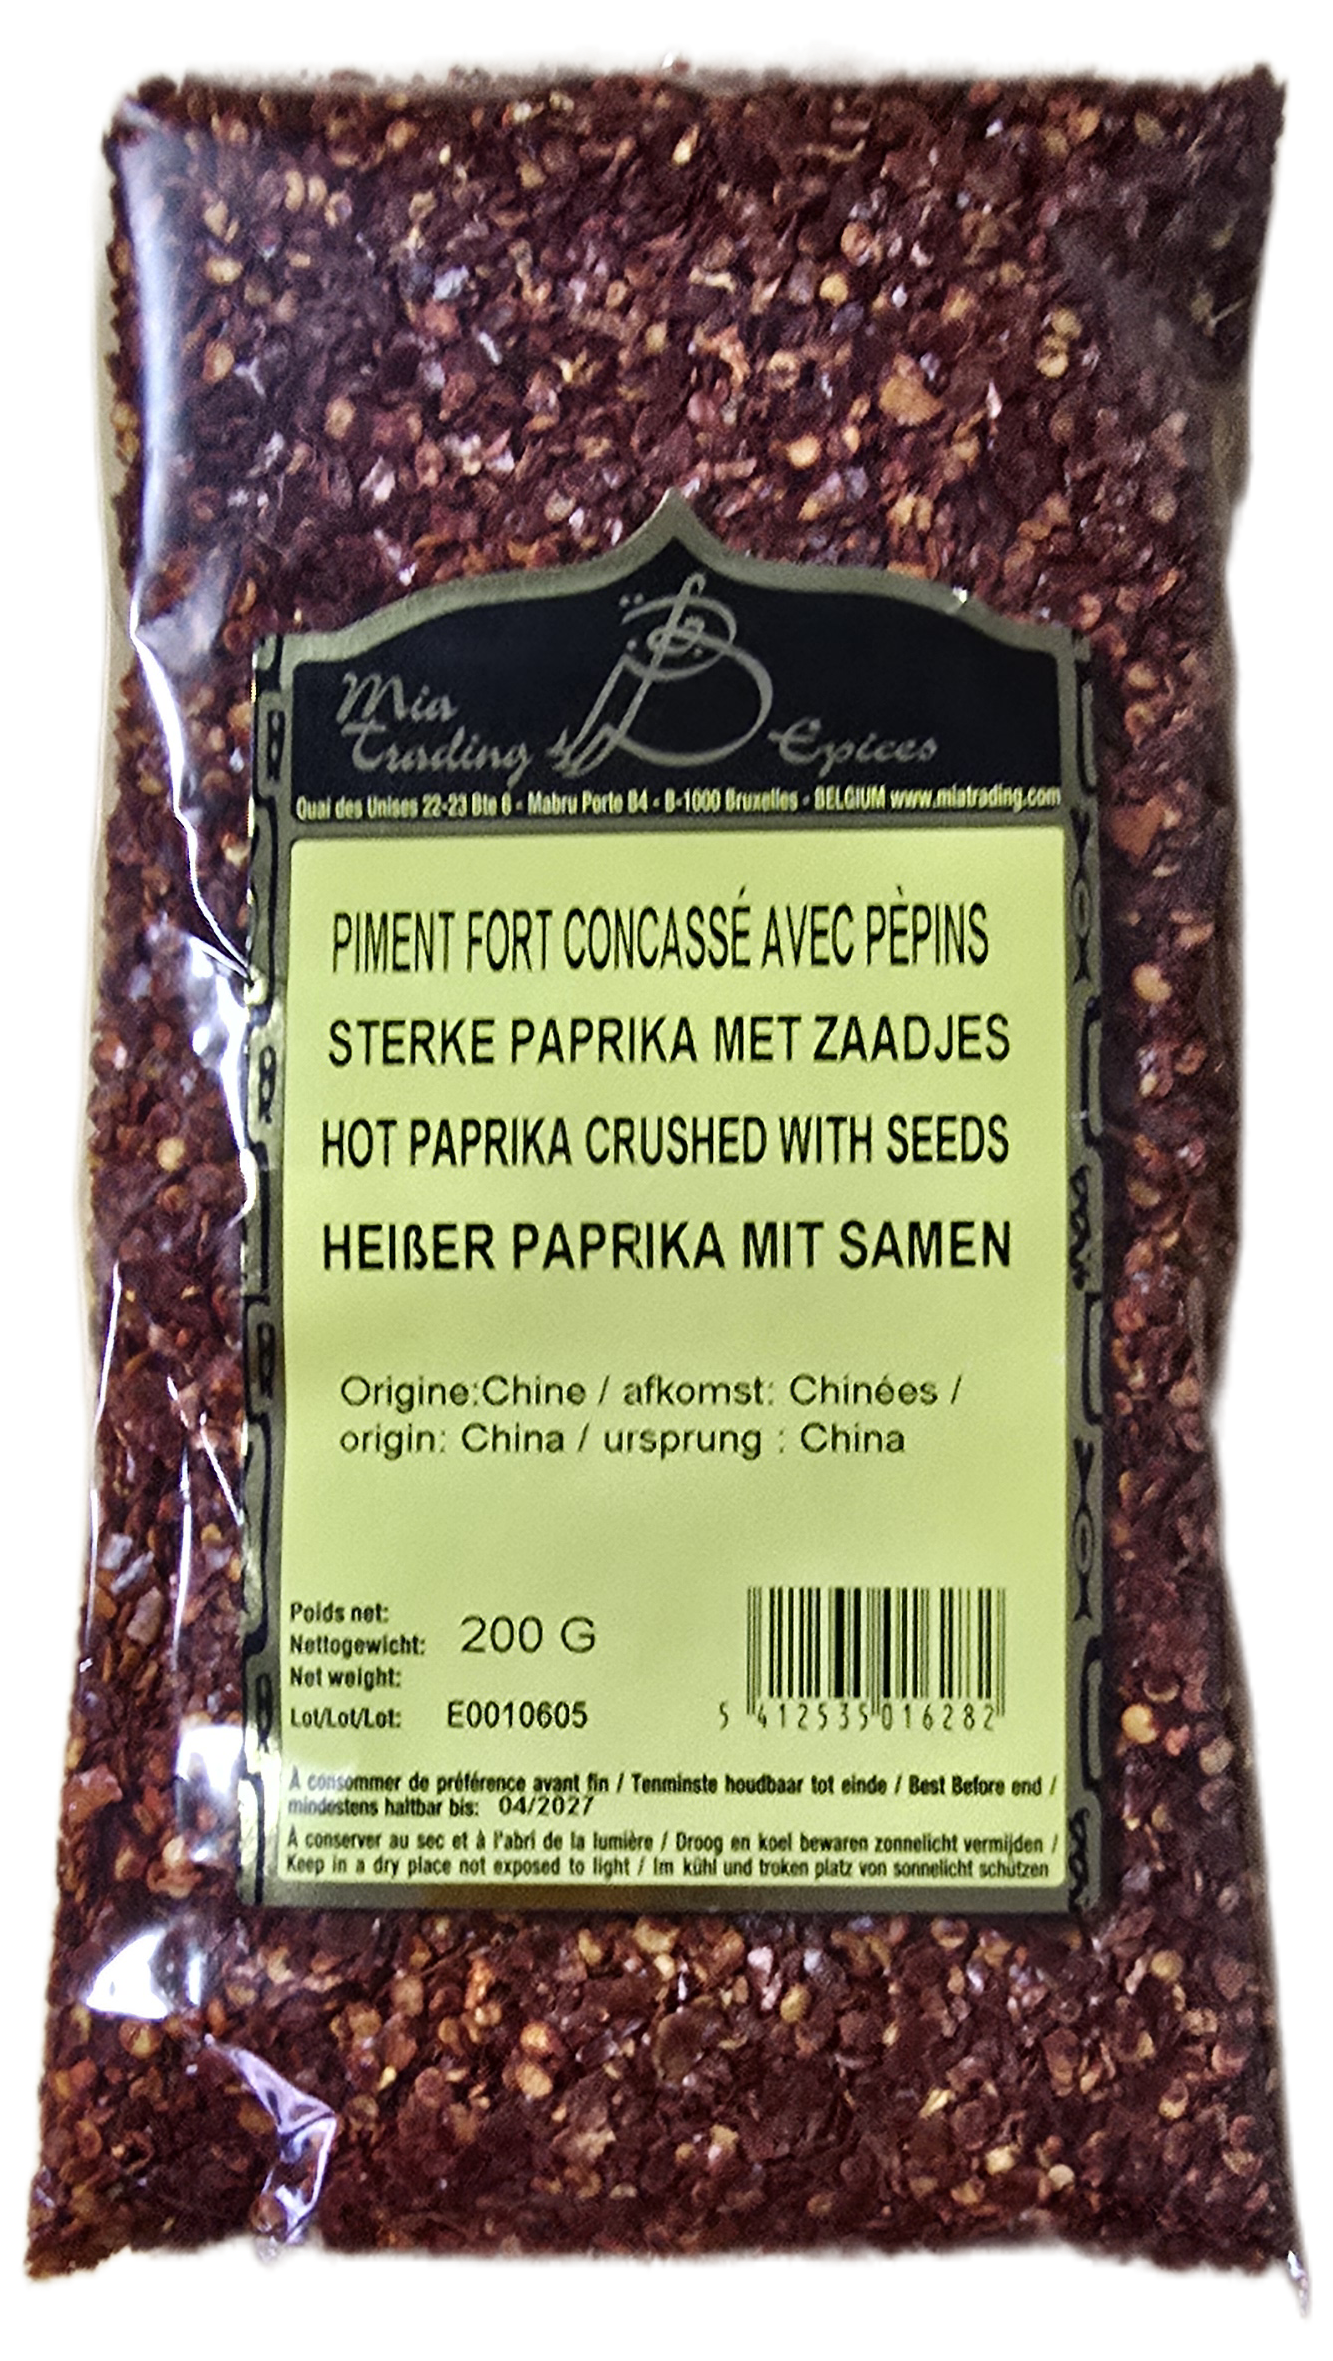 Mia
Trading Epices
Quai des Usines 22-23 Bte 6 - Mabru Porte B4 - B-1000 Bruxelles - BELGIUM www.miatrading.com
PIMENT FORT CONCASSÉ AVEC PÈPINS
STERKE PAPRIKA MET ZAADJES
HOT PAPRIKA CRUSHED WITH SEEDS
HEIßER PAPRIKA MIT SAMEN
Origine:Chine / afkomst: Chinées /
origin: China / ursprung : China
Poids net:
Nettogewicht: 200 G
Net weight:
Lot/Lot/Lot: E0010605
5 412535 016282
À consommer de préférence avant fin / Tenminste houdbaar tot einde / Best Before end /
mindestens haltbar bis: 04/2027
À conserver au sec et à l'abri de la lumière / Droog en koel bewaren zonnelicht vermijden /
Keep in a dry place not exposed to light / Im kühl und troken platz von sonnelicht schützen